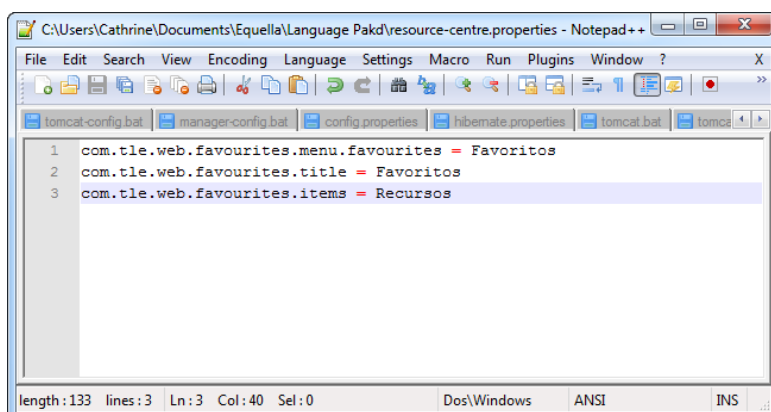 C:\Users\Cathrine\Documents\Equella\Language Pakd\resource-centre.properties - Notepad++
File Edit Search View Encoding Language Settings Macro Run Plugins Window ? X
tomcat-config.bat manager-config.bat config.properties hibernate.properties tomcat.bat tomca
1 com.tle.web.favourites.menu.favourites = Favoritos
2 com.tle.web.favourites.title = Favoritos
3 com.tle.web.favourites.items = Recursos
length : 133 lines : 3 Ln : 3 Col : 40 Sel : 0 Dos\Windows ANSI INS